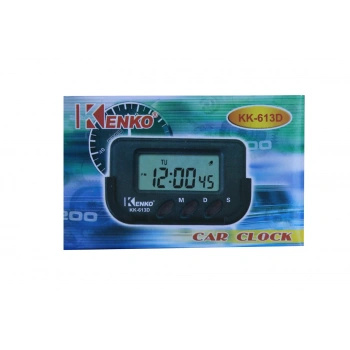 KENKO
KK-613D
TU
12:00 45
M D S
KENKO
KK-613D
200
CAR CLOCK